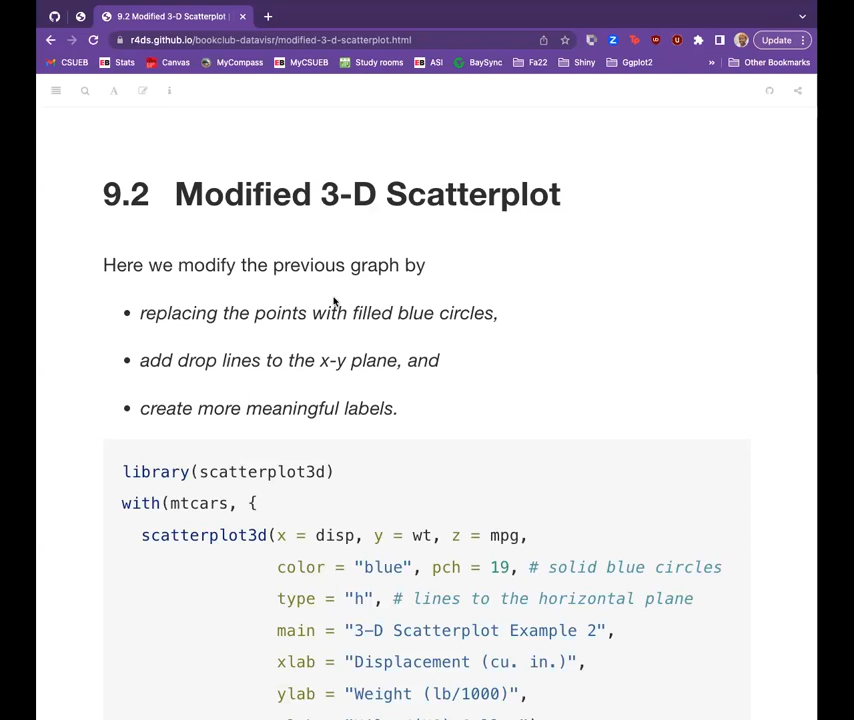 9.2 Modified 3-D Scatterplot |
r4ds.github.io/bookclub-datavisr/modified-3-d-scatterplot.html
Update
CSUEB Stats Canvas MyCompass MyCSUEB Study rooms ASI BaySync Fa22 Shiny Ggplot2 » Other Bookmarks
9.2 Modified 3-D Scatterplot
Here we modify the previous graph by
• replacing the points with filled blue circles,
• add drop lines to the x-y plane, and
• create more meaningful labels.
library(scatterplot3d)
with(mtcars, {
scatterplot3d(x = disp, y = wt, z = mpg,
color = "blue", pch = 19, # solid blue circles
type = "h", # lines to the horizontal plane
main = "3-D Scatterplot Example 2",
xlab = "Displacement (cu. in.)",
ylab = "Weight (lb/1000)",